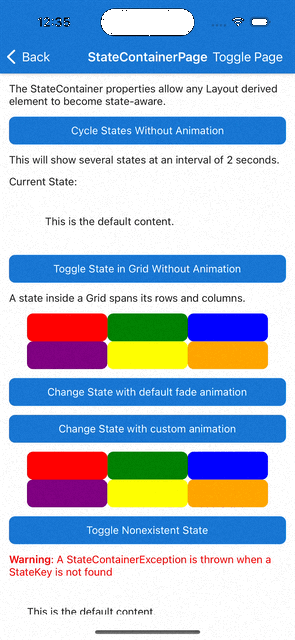 12:38
Back
StateContainerPage
Toggle Page
The StateContainer properties allow any Layout derived
element to become state-aware.
Cycle States Without Animation
This will show several states at an interval of 2 seconds.
Current State:
This is the default content.
Toggle State in Grid Without Animation
A state inside a Grid spans its rows and columns.
Change State with default fade animation
Change State with custom animation
Toggle Nonexistent State
Warning: A StateContainerException is thrown when a
StateKey is not found
This is the default content.